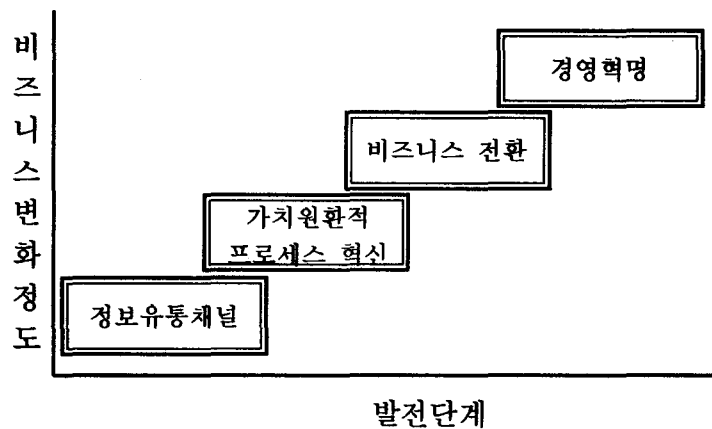 비즈니스변화정도
경영혁명
비즈니스 전환
가치원환적
프로세스 혁신
정보유통채널
발전단계